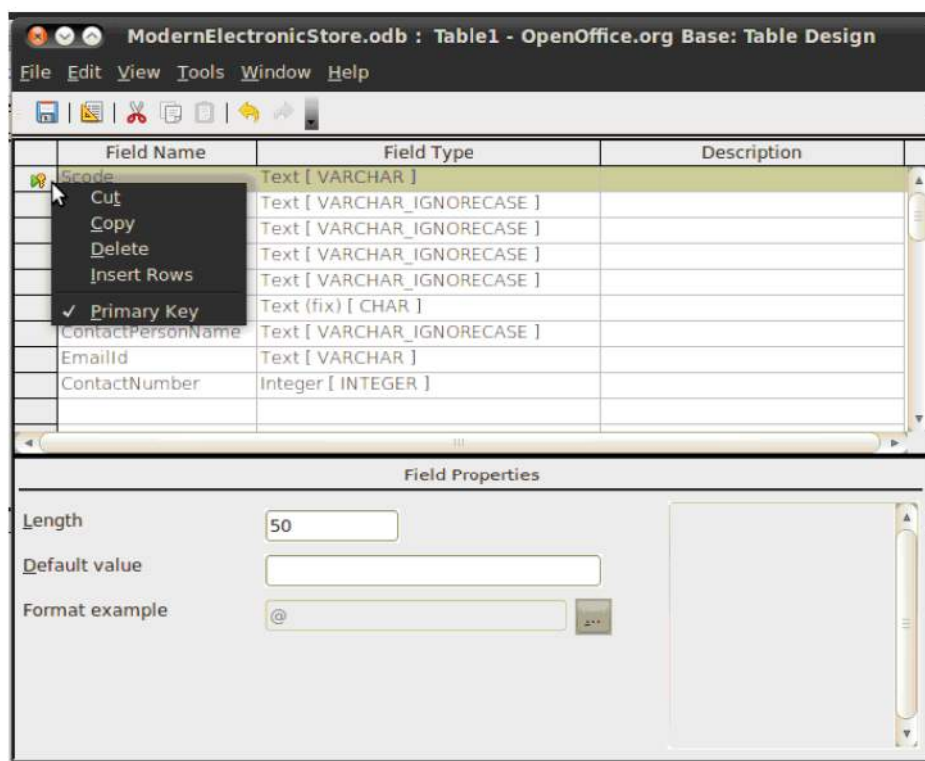 ModernElectronicStore.odb : Table1 - OpenOffice.org Base: Table Design
File Edit View Tools Window Help
Field Name Field Type Description
Scode Text [ VARCHAR ]
Cut Text [ VARCHAR_IGNORECASE ]
Copy Text [ VARCHAR_IGNORECASE ]
Delete Text [ VARCHAR_IGNORECASE ]
Insert Rows Text [ VARCHAR_IGNORECASE ]
✓ Primary Key Text (fix) [ CHAR ]
ContactPersonName Text [ VARCHAR_IGNORECASE ]
EmailId Text [ VARCHAR ]
ContactNumber Integer [ INTEGER ]
Field Properties
Length 50
Default value
Format example @ ...